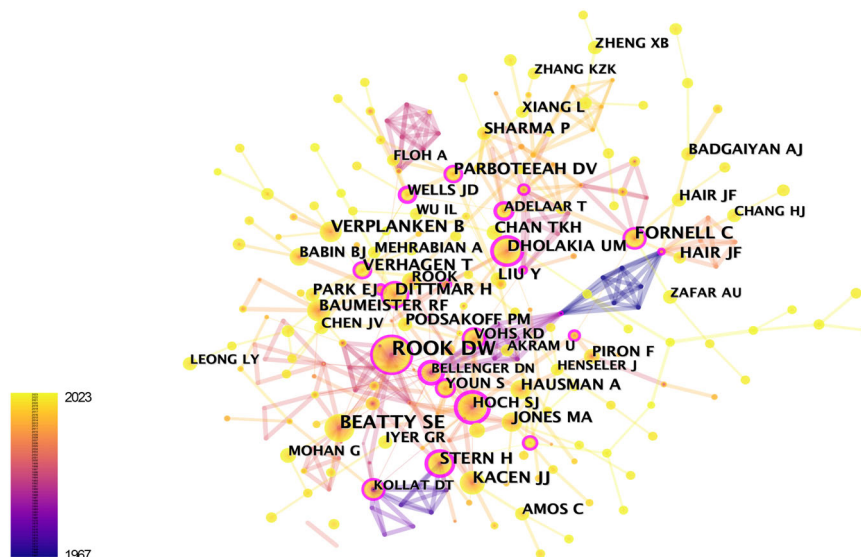 ZHENG XB
ZHANG KZK
XIANG L
SHARMA P
BADGAIYAN AJ
FLOH A
PARBOTEEAH DV
WELLS JD
HAIR JF
ADELAAR T
WU IL
CHANG HJ
VERPLANKEN B
CHAN TKH
FORNELL C
MEHRABIAN A
DHOLAKIA UM
BABIN BJ
HAIR JF
VERHAGEN T
ROOK
LIU Y
PARK EJ
DITTMAR H
ZAFAR AU
BAUMEISTER RF
CHEN JV
PODSAKOFF PM
VOHS KD
ROOK DW
AKRAM U
PIRON F
LEONG LY
BELLENGER DN
HENSELER J
YOUN S
HAUSMAN A
2023
HOCH SJ
BEATTY SE
JONES MA
IYER GR
MOHAN G
STERN H
KOLLAT DT
KACEN JJ
AMOS C
1967